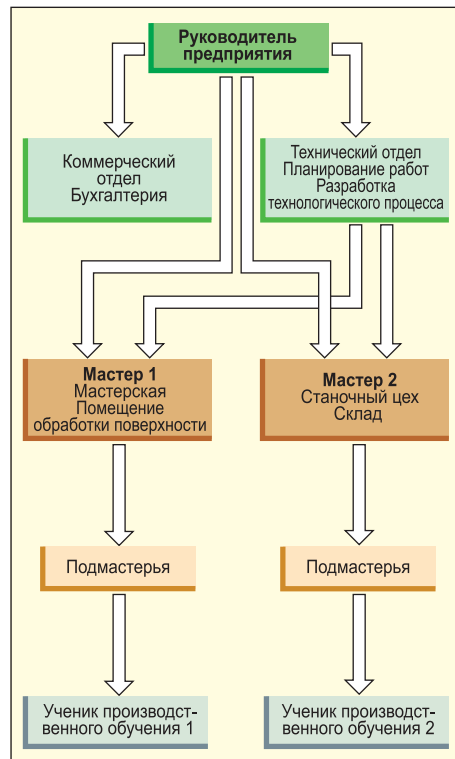 Руководитель
предприятия
Коммерческий
отдел
Бухгалтерия
Технический отдел
Планирование работ
Разработка
технологического процесса
Мастер 1
Мастерская
Помещение
обработки поверхности
Мастер 2
Станочный цех
Склад
Подмастерья
Подмастерья
Ученик производст-
венного обучения 1
Ученик производст-
венного обучения 2